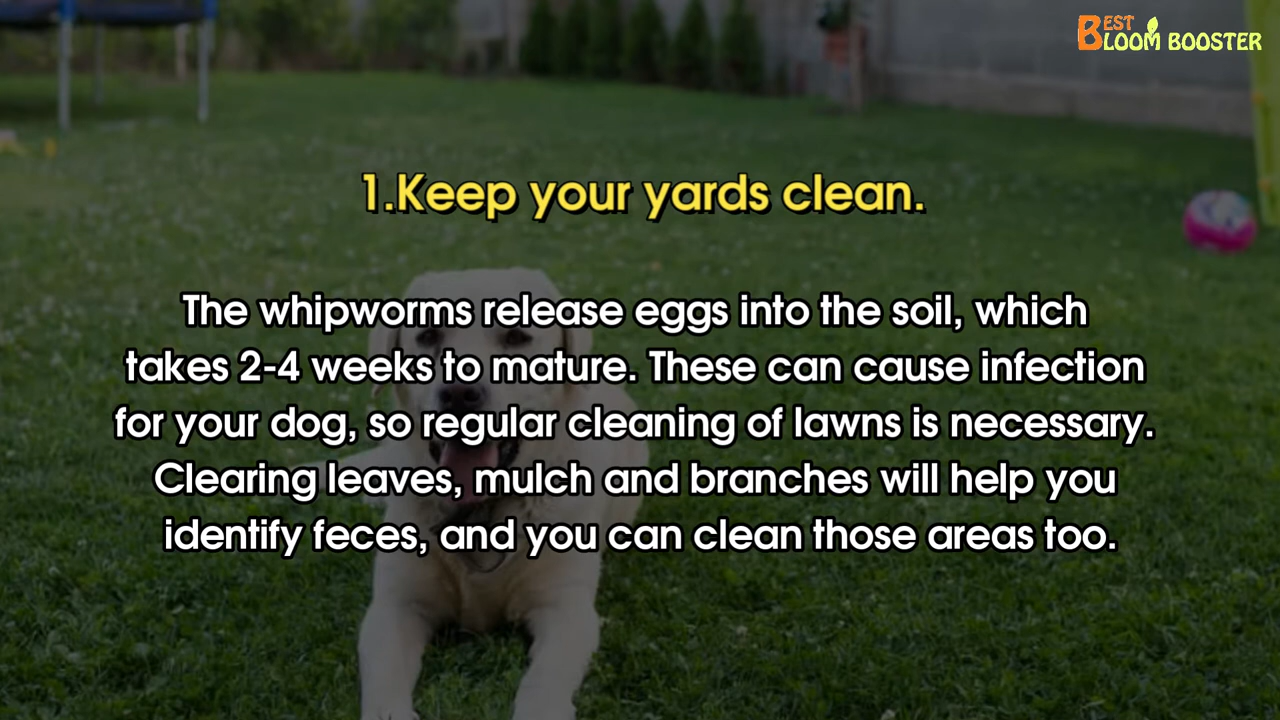 BEST
BLOOM BOOSTER
1.Keep your yards clean.
The whipworms release eggs into the soil, which
takes 2-4 weeks to mature. These can cause infection
for your dog, so regular cleaning of lawns is necessary.
Clearing leaves, mulch and branches will help you
identify feces, and you can clean those areas too.